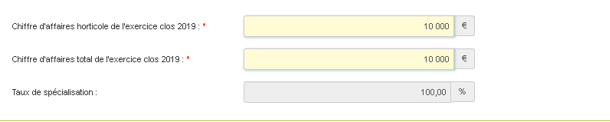 Chiffre d'affaires horticole de l'exercice clos 2019 : * 10 000 €
Chiffre d'affaires total de l'exercice clos 2019 : * 10 000 €
Taux de spécialisation : 100,00 %